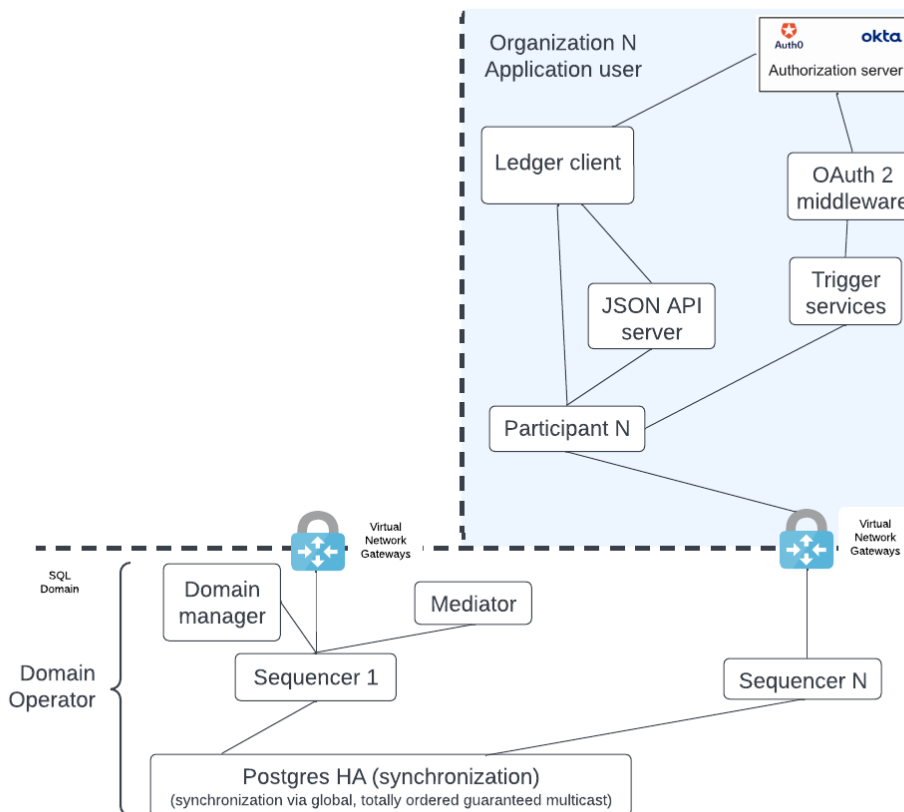 Organization N
Application user
Auth0
okta
Authorization server
Ledger client
OAuth 2
middleware
JSON API
server
Trigger
services
Participant N
Virtual
Network
Gateways
Virtual
Network
Gateways
SQL
Domain
Domain
manager
Mediator
Domain
Operator
Sequencer 1
Sequencer N
Postgres HA (synchronization)
(synchronization via global, totally ordered guaranteed multicast)